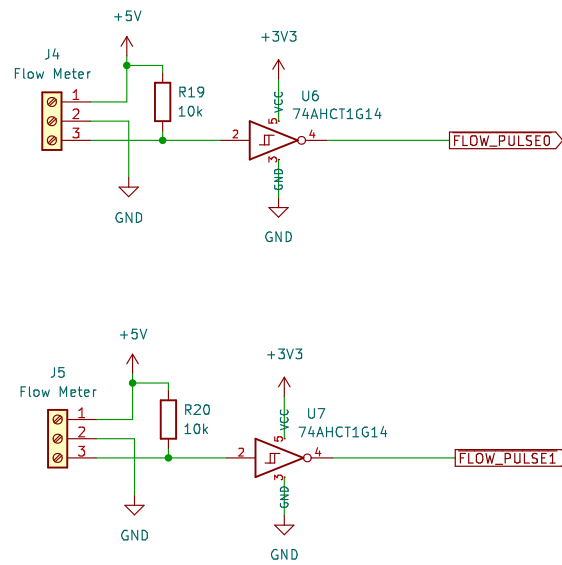 +5V
J4
Flow Meter
1
2
3
R19
10k
+3V3
U6
74AHCT1G14
VCC
5
2
4
3
GND
FLOW_PULSE0
GND
GND
+5V
J5
Flow Meter
1
2
3
R20
10k
+3V3
U7
74AHCT1G14
VCC
5
2
4
3
GND
FLOW_PULSE1
GND
GND